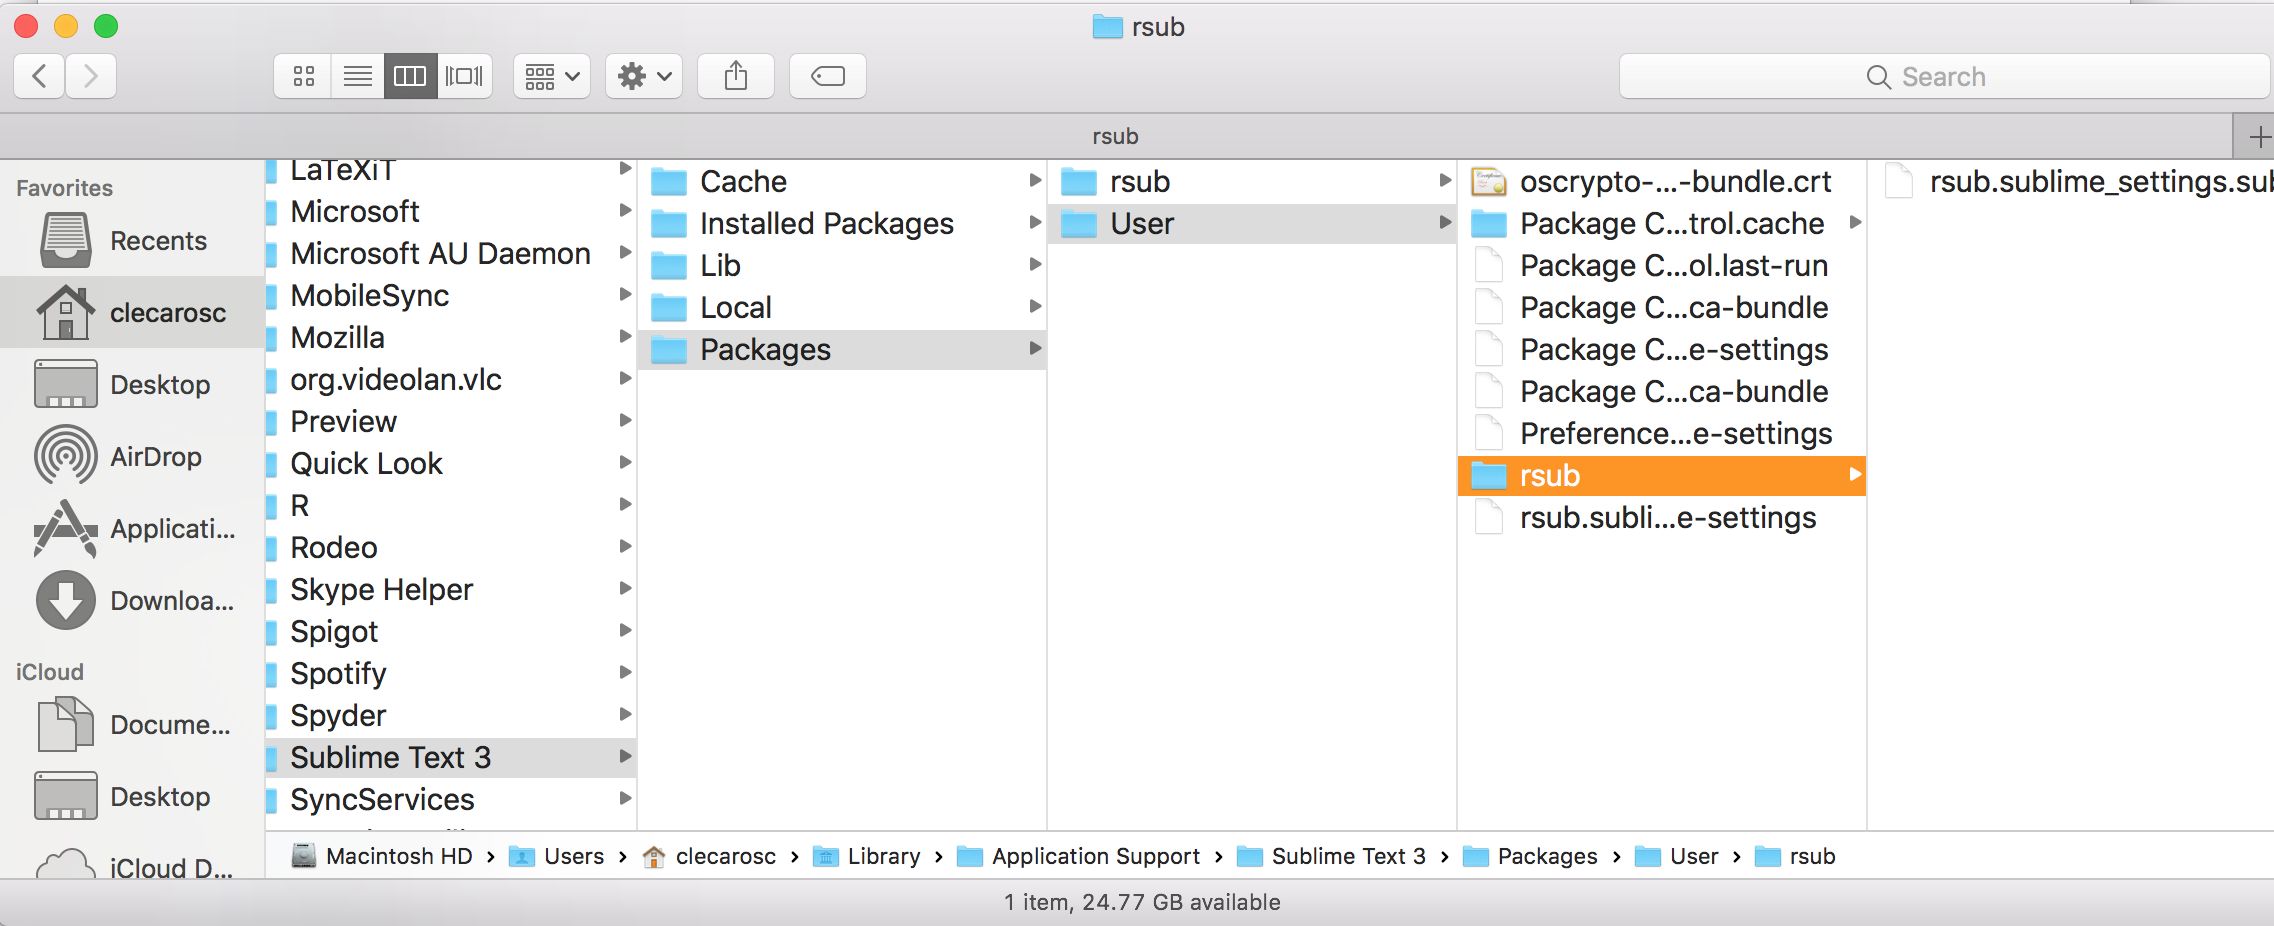 rsub
Search
rsub
Favorites
Recents
clecarosc
Desktop
AirDrop
Applicati...
Downloa...
iCloud
Docume...
Desktop
iCloud D...
LaTeXiT
Microsoft
Microsoft AU Daemon
MobileSync
Mozilla
org.videolan.vlc
Preview
Quick Look
R
Rodeo
Skype Helper
Spigot
Spotify
Spyder
Sublime Text 3
SyncServices
Cache
Installed Packages
Lib
Local
Packages
rsub
User
oscrypto-...-bundle.crt
Package C...trol.cache
Package C...ol.last-run
Package C...ca-bundle
Package C...e-settings
Package C...ca-bundle
Preference...e-settings
rsub
rsub.subli...e-settings
rsub.sublime_settings.sub
Macintosh HD › Users › clecarosc › Library › Application Support › Sublime Text 3 › Packages › User › rsub
1 item, 24.77 GB available